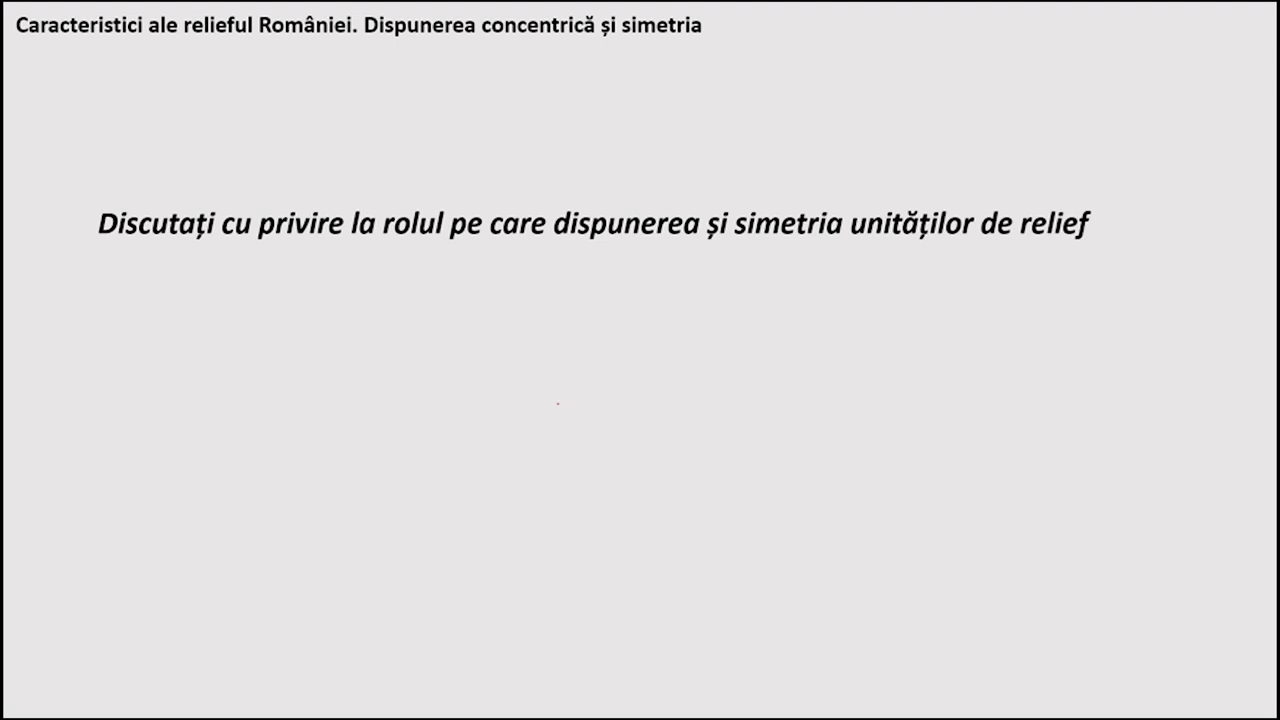 Caracteristici ale relieful României. Dispunerea concentrică și simetria
Discutați cu privire la rolul pe care dispunerea și simetria unităților de relief